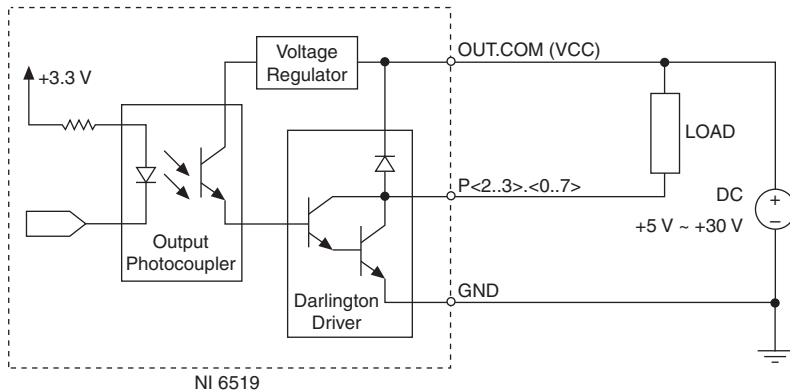 Voltage
Regulator
OUT.COM (VCC)
+3.3 V
LOAD
P<2..3>.<0..7>
DC
+
–
+5 V ~ +30 V
Output
Photocoupler
GND
Darlington
Driver
NI 6519